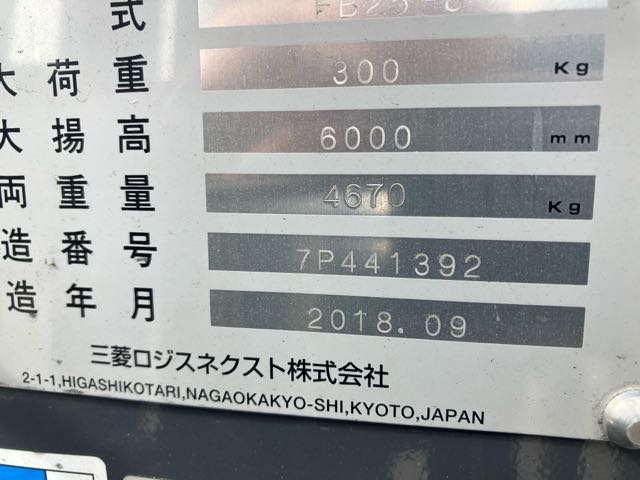 式 FB25-8
大荷重 300 Kg
大揚高 6000 mm
両重量 4670 Kg
造番号 7P441392
造年月 2018.09
三菱ロジスネクスト株式会社
2-1-1,HIGASHIKOTARI,NAGAOKAKYO-SHI,KYOTO,JAPAN